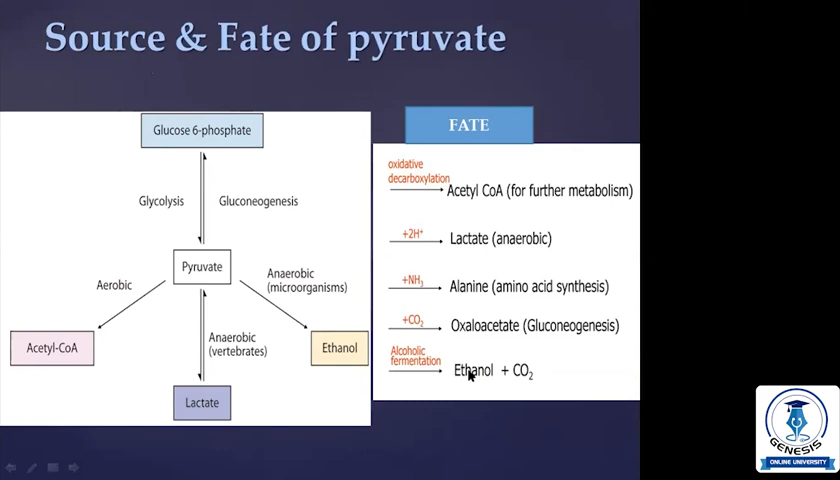 Source & Fate of pyruvate
Glucose 6-phosphate
Glycolysis
Gluconeogenesis
Pyruvate
Aerobic
Anaerobic
(microorganisms)
Acetyl-CoA
Anaerobic
(vertebrates)
Ethanol
Lactate
FATE
oxidative
decarboxylation
Acetyl CoA (for further metabolism)
+2H⁺
Lactate (anaerobic)
+NH₃
Alanine (amino acid synthesis)
+CO₂
Oxaloacetate (Gluconeogenesis)
Alcoholic
fermentation
Ethanol + CO₂
GENESIS
ONLINE UNIVERSITY